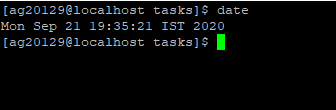 [ag20129@localhost tasks]$ date
Mon Sep 21 19:35:21 IST 2020
[ag20129@localhost tasks]$